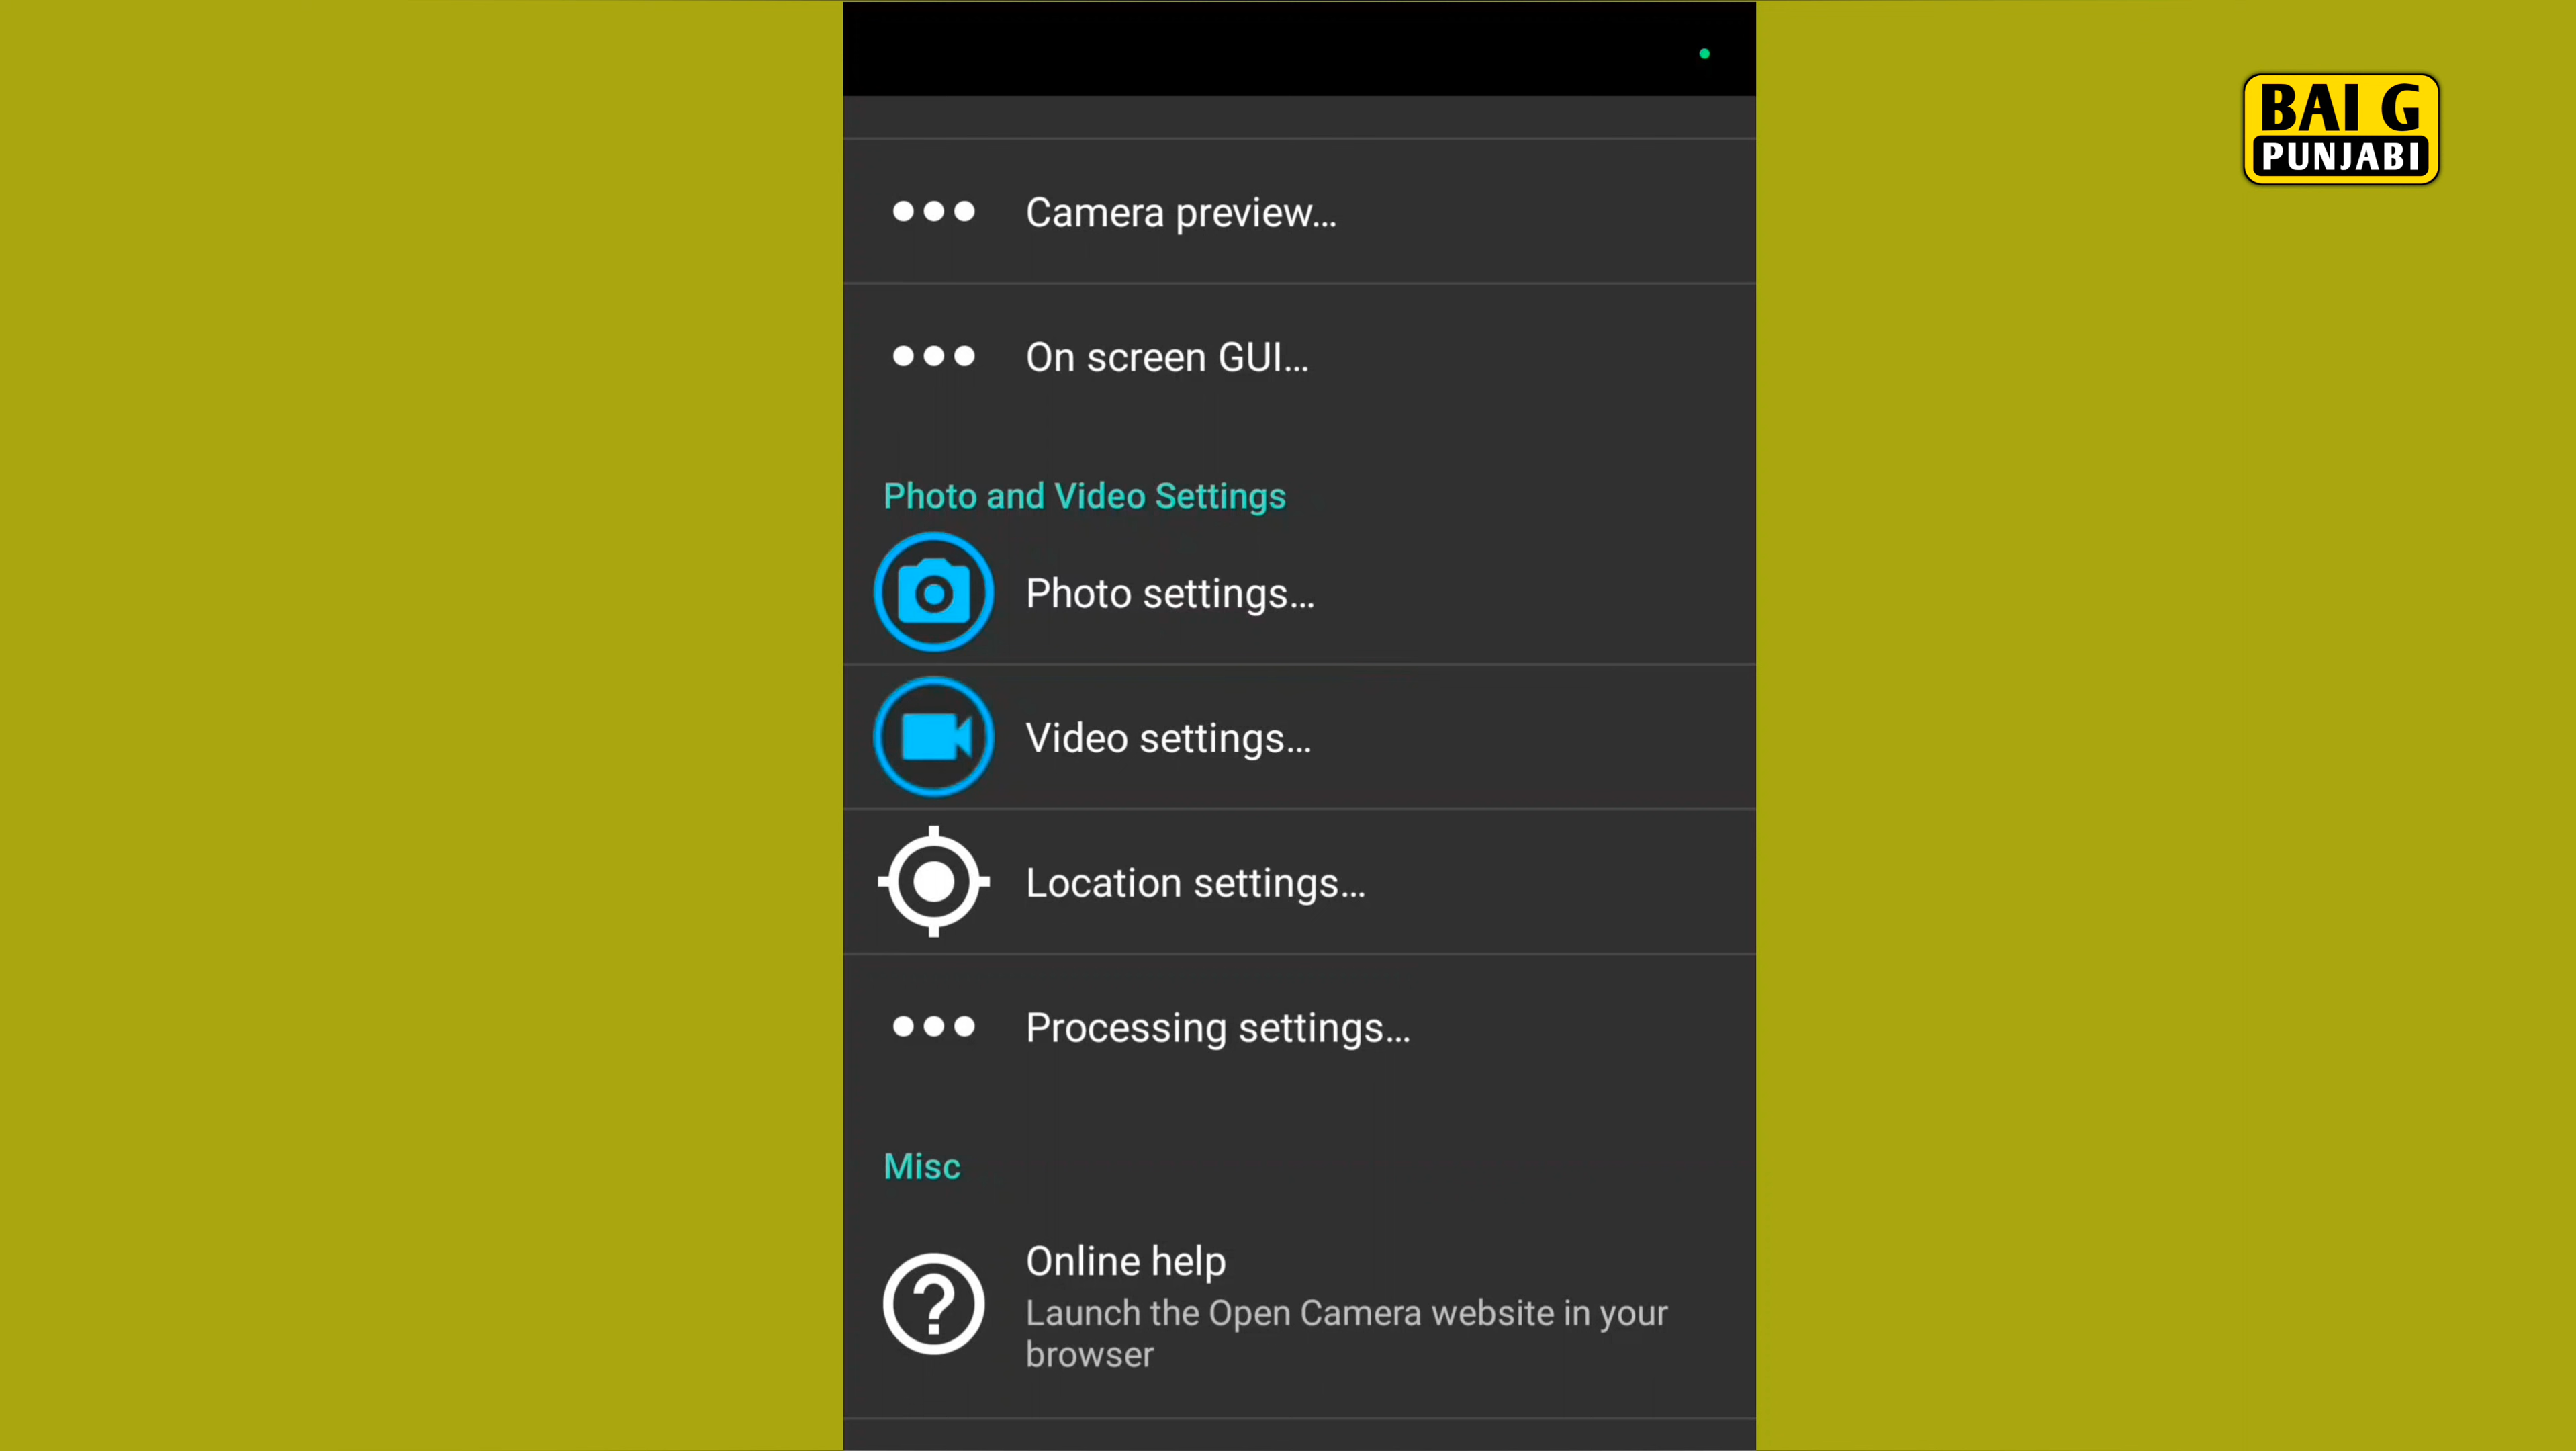 BAI G
PUNJABI
Camera preview...
On screen GUI...
Photo and Video Settings
Photo settings...
Video settings...
Location settings...
Processing settings...
Misc
Online help
Launch the Open Camera website in your
browser